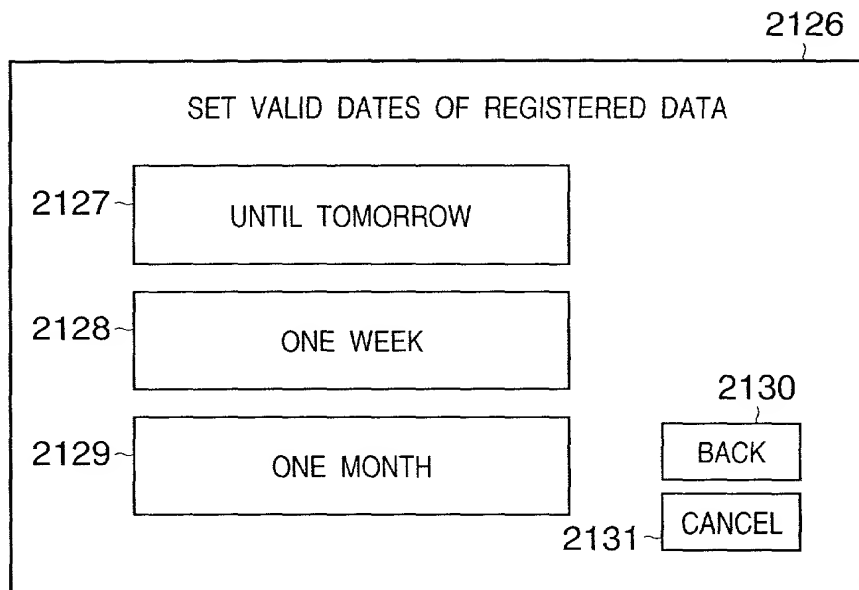 2126
SET VALID DATES OF REGISTERED DATA
2127
UNTIL TOMORROW
2128
ONE WEEK
2129
ONE MONTH
2130
BACK
2131
CANCEL